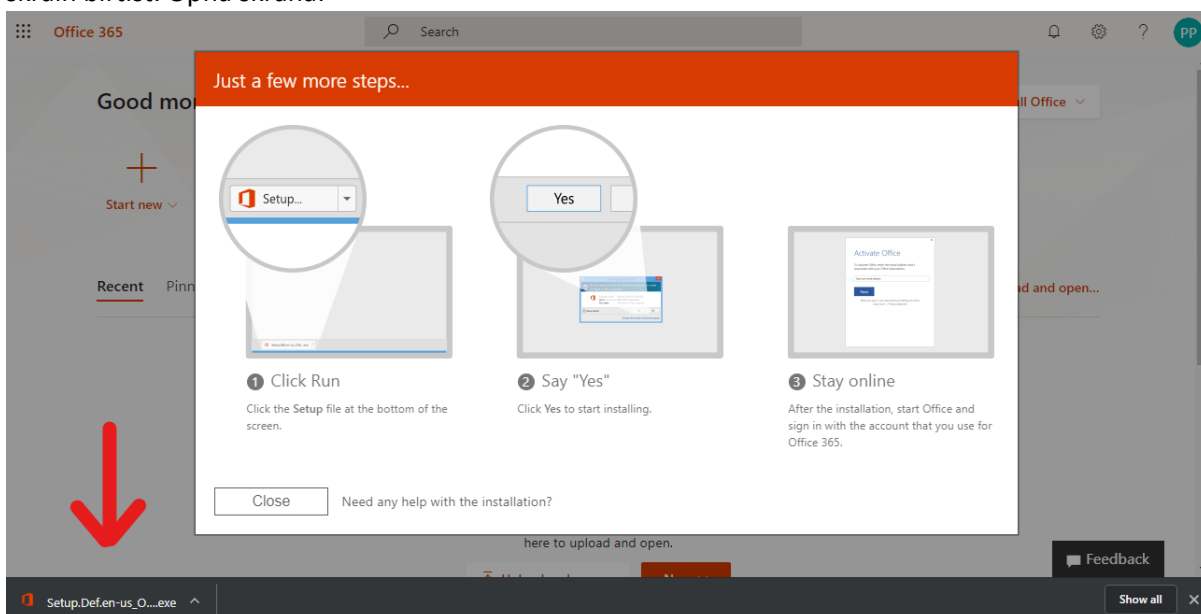 Office 365
Search
?
PP
Just a few more steps...
Good mo
ll Office
Setup...
Yes
Start new
Activate Office
Recent Pinn
d and open...
1 Click Run
2 Say "Yes"
3 Stay online
Click the Setup file at the bottom of the
screen.
Click Yes to start installing.
After the installation, start Office and
sign in with the account that you use for
Office 365.
Close
Need any help with the installation?
here to upload and open.
Feedback
Setup.Def.en-us_O....exe
Show all